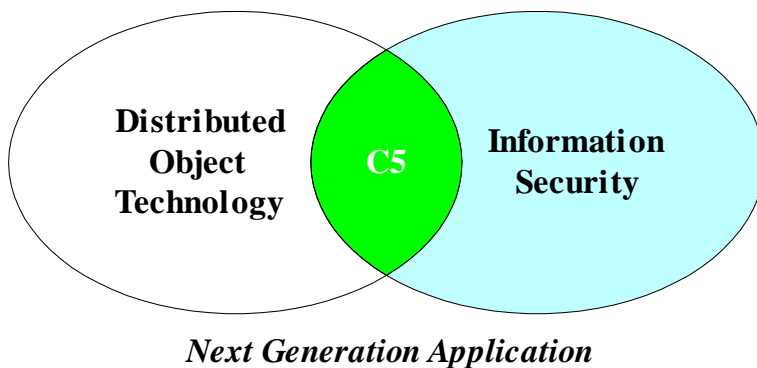 Distributed
Object
Technology
C5
Information
Security
Next Generation Application